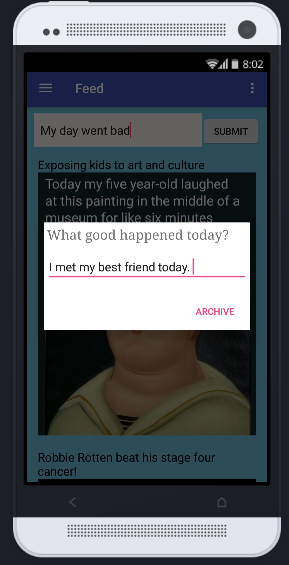 8:02
Feed
My day went bad
SUBMIT
Exposing kids to art and culture
Today my five year-old laughed
at this painting in the middle of a
museum for like six minutes
What good happened today?
I met my best friend today.
ARCHIVE
Robbie Rotten beat his stage four
cancer!